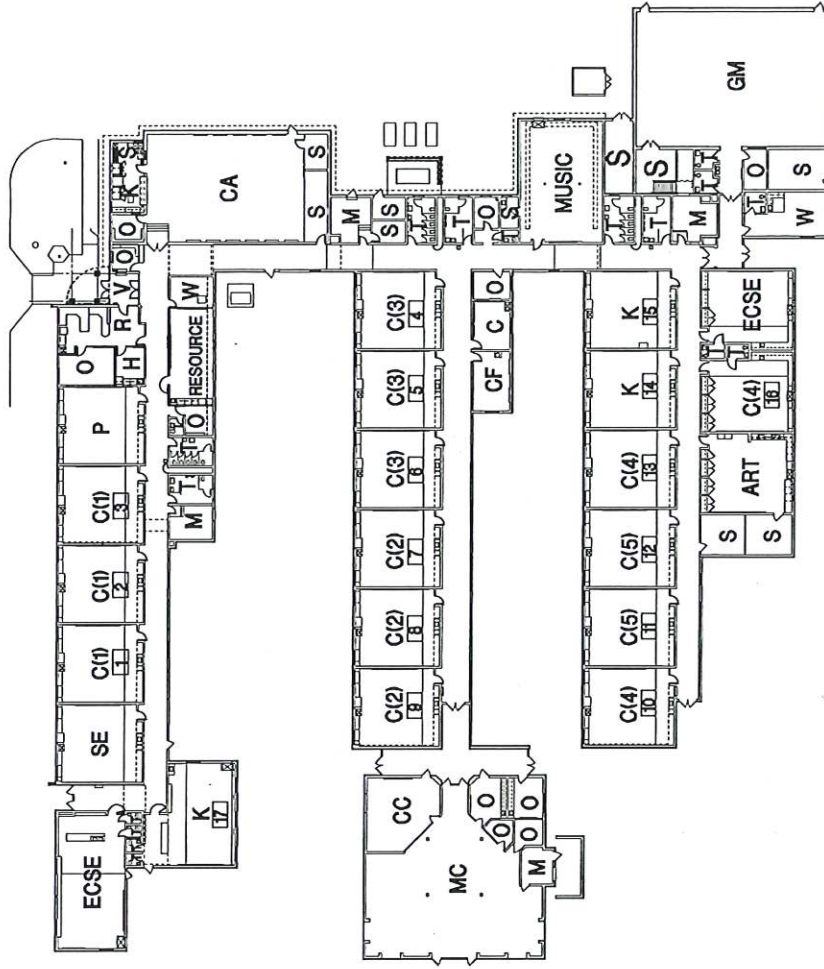 ECSE
K
17
SE
C(1)
1
C(1)
2
C(1)
3
P
O
H
R
V
O
O
K
S
M
T
T
O
RESOURCE
W
CA
S
S
M
S
S
T
T
O
S
MUSIC
S
S
T
T
M
T
T
GM
O
S
W
T
MC
CC
O
O
O
O
M
C(2)
9
C(2)
8
C(2)
7
C(3)
6
C(3)
5
C(3)
4
CF
C
O
C(4)
10
C(5)
11
C(5)
12
C(4)
13
K
14
K
15
S
S
ART
C(4)
16
T
ECSE